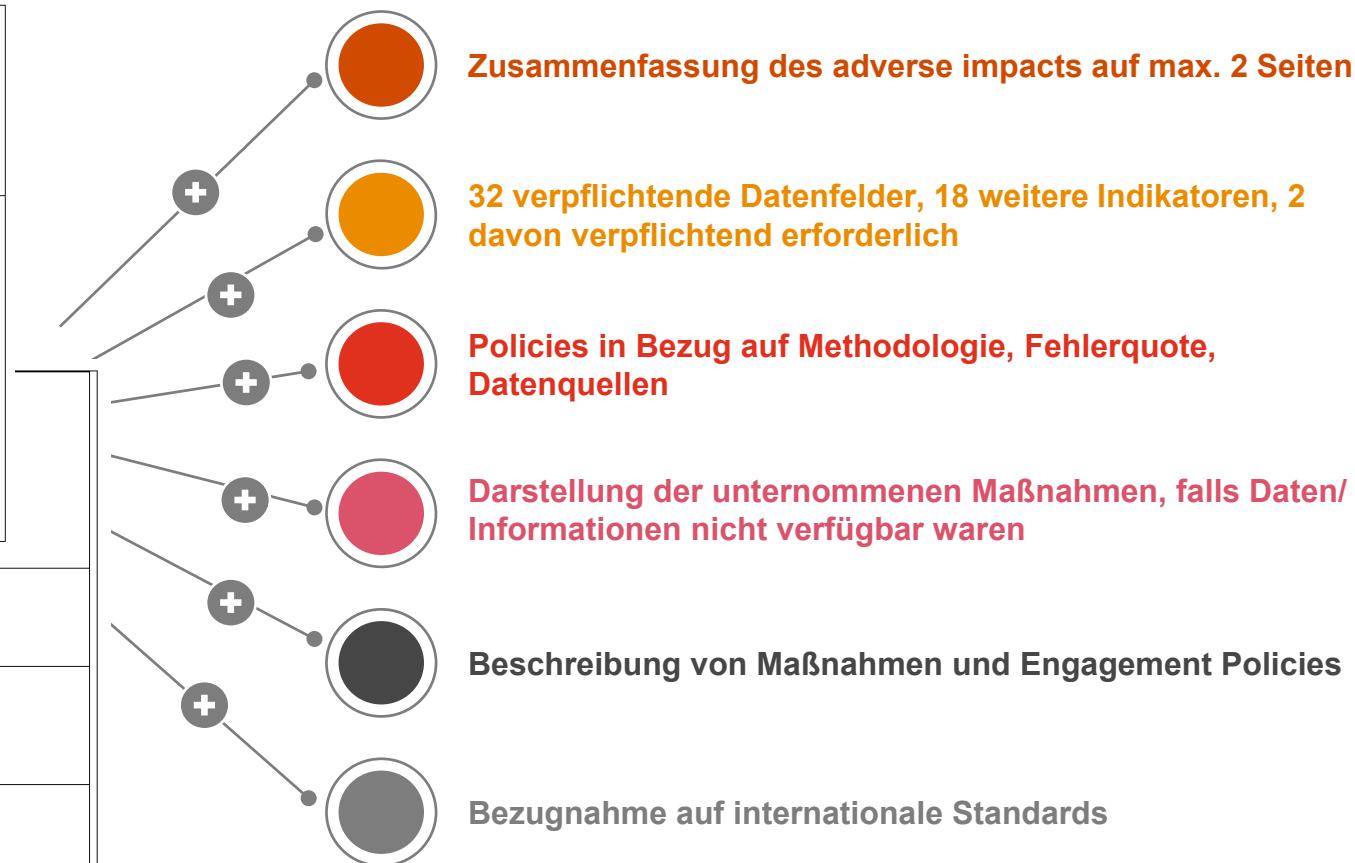 Zusammenfassung des adverse impacts auf max. 2 Seiten
32 verpflichtende Datenfelder, 18 weitere Indikatoren, 2
davon verpflichtend erforderlich
Policies in Bezug auf Methodologie, Fehlerquote,
Datenquellen
Darstellung der unternommenen Maßnahmen, falls Daten/
Informationen nicht verfügbar waren
Beschreibung von Maßnahmen und Engagement Policies
Bezugnahme auf internationale Standards